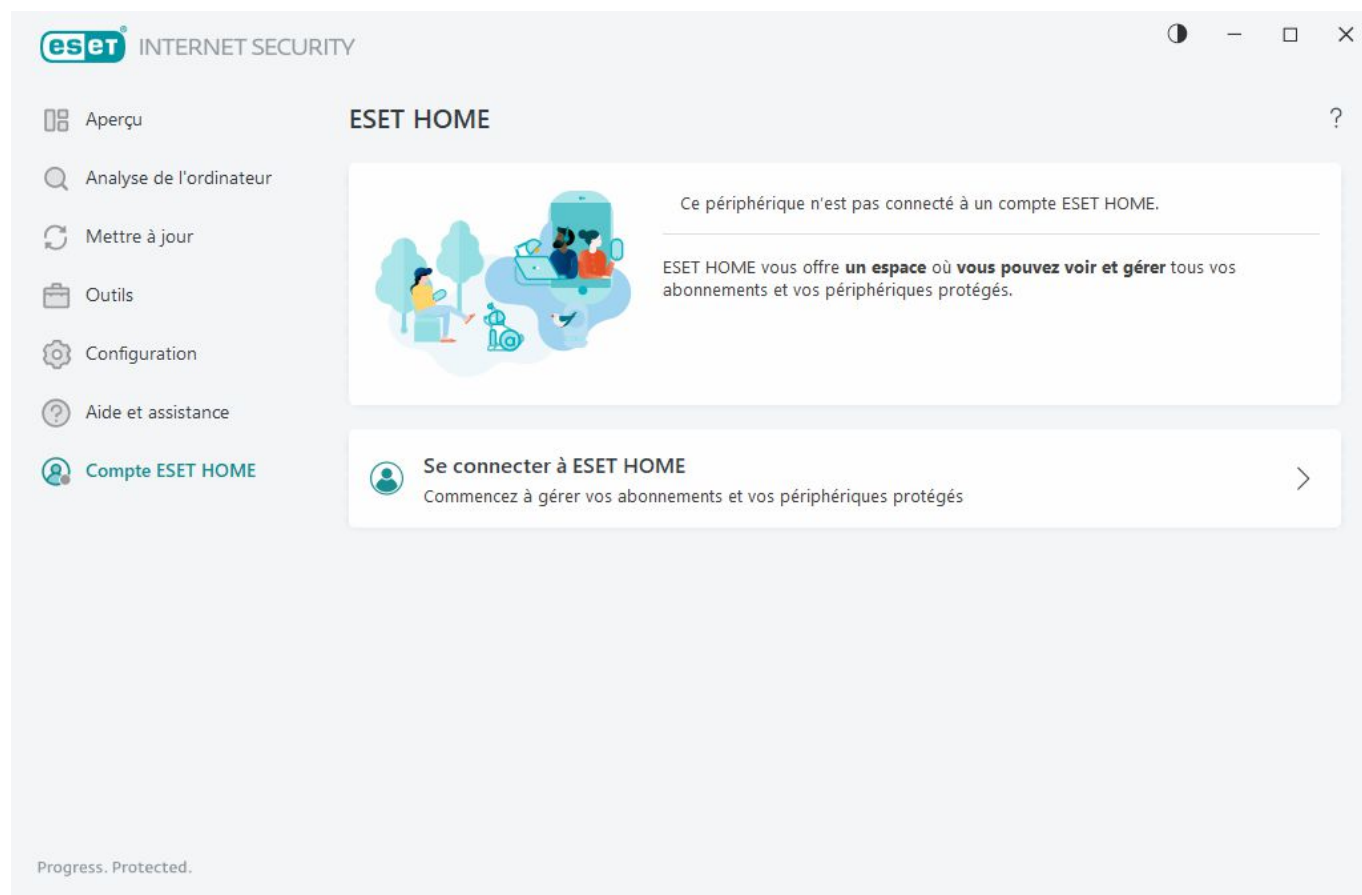 eset® INTERNET SECURITY
Aperçu
Analyse de l'ordinateur
Mettre à jour
Outils
Configuration
Aide et assistance
Compte ESET HOME
ESET HOME
?
Ce périphérique n'est pas connecté à un compte ESET HOME.
ESET HOME vous offre un espace où vous pouvez voir et gérer tous vos
abonnements et vos périphériques protégés.
Se connecter à ESET HOME
Commencez à gérer vos abonnements et vos périphériques protégés
Progress. Protected.